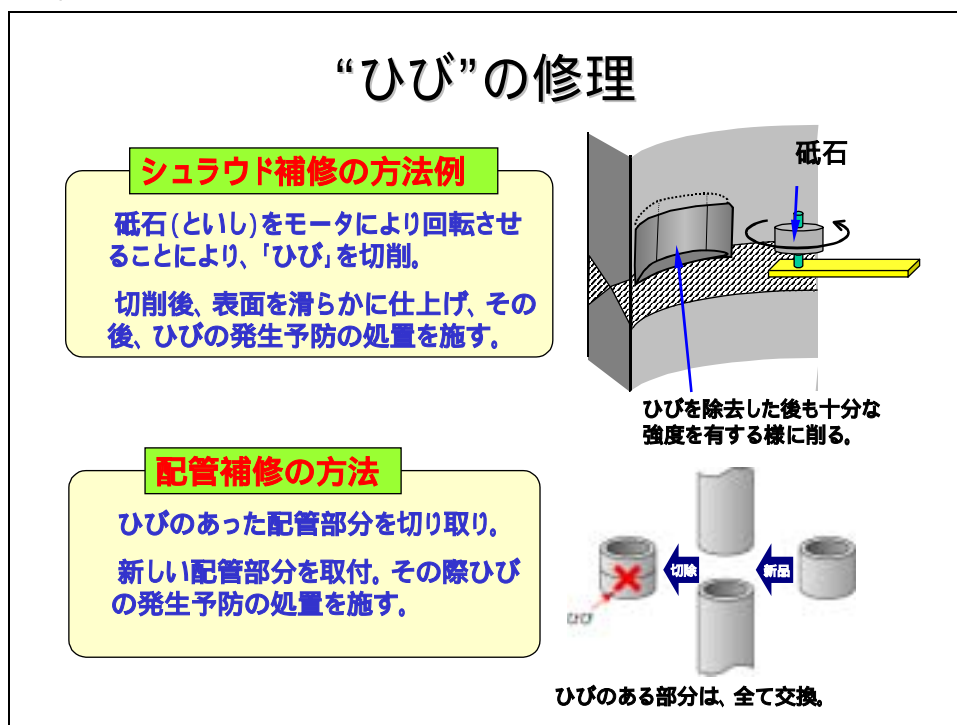 “ひび”の修理
シュラウド補修の方法例
砥石(といし)をモータにより回転させ
ることにより、「ひび」を切削。
切削後、表面を滑らかに仕上げ、その
後、ひびの発生予防の処置を施す。
砥石
ひびを除去した後も十分な
強度を有する様に削る。
配管補修の方法
ひびのあった配管部分を切り取り。
新しい配管部分を取付。その際ひび
の発生予防の処置を施す。
切除
新品
ひび
ひびのある部分は、全て交換。